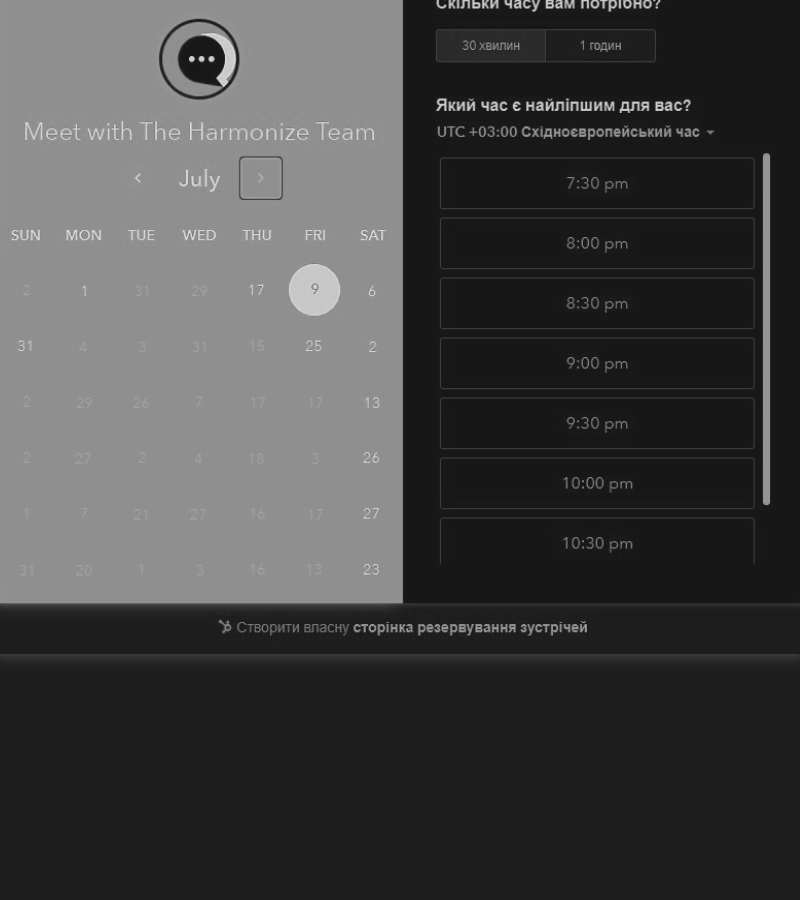 Meet with The Harmonize Team
July
SUN MON TUE WED THU FRI SAT
2 1 31 29 17 9 6
31 4 3 31 15 25 2
2 29 26 7 17 17 13
2 27 2 4 18 3 26
1 7 21 27 16 17 27
31 20 1 3 16 13 23
Скільки часу вам потрібно?
30 хвилин 1 годин
Який час є найліпшим для вас?
UTC +03:00 Східноєвропейський час
7:30 pm
8:00 pm
8:30 pm
9:00 pm
9:30 pm
10:00 pm
10:30 pm
Створити власну сторінка резервування зустрічей